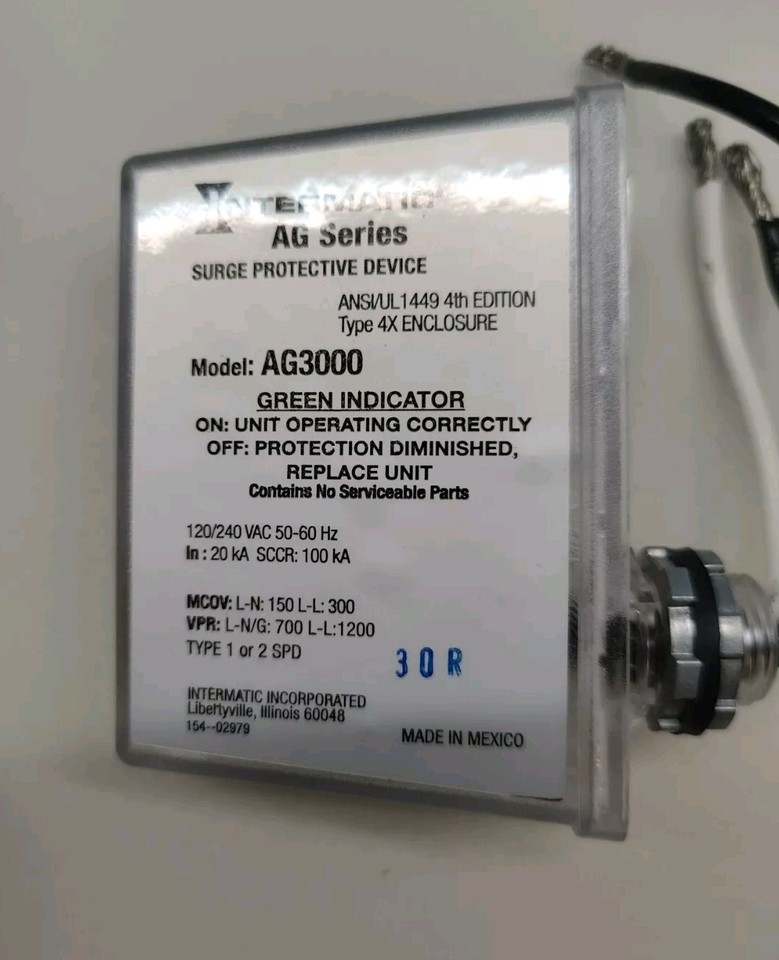 INTERMATIC
AG Series
SURGE PROTECTIVE DEVICE
ANSI/UL1449 4th EDITION
Type 4X ENCLOSURE
Model: AG3000
GREEN INDICATOR
ON: UNIT OPERATING CORRECTLY
OFF: PROTECTION DIMINISHED,
REPLACE UNIT
Contains No Serviceable Parts
120/240 VAC 50-60 Hz
In : 20 kA SCCR: 100 kA
MCOV: L-N: 150 L-L: 300
VPR: L-N/G: 700 L-L:1200
TYPE 1 or 2 SPD
30R
INTERMATIC INCORPORATED
Libertyville, Illinois 60048
154--02979
MADE IN MEXICO